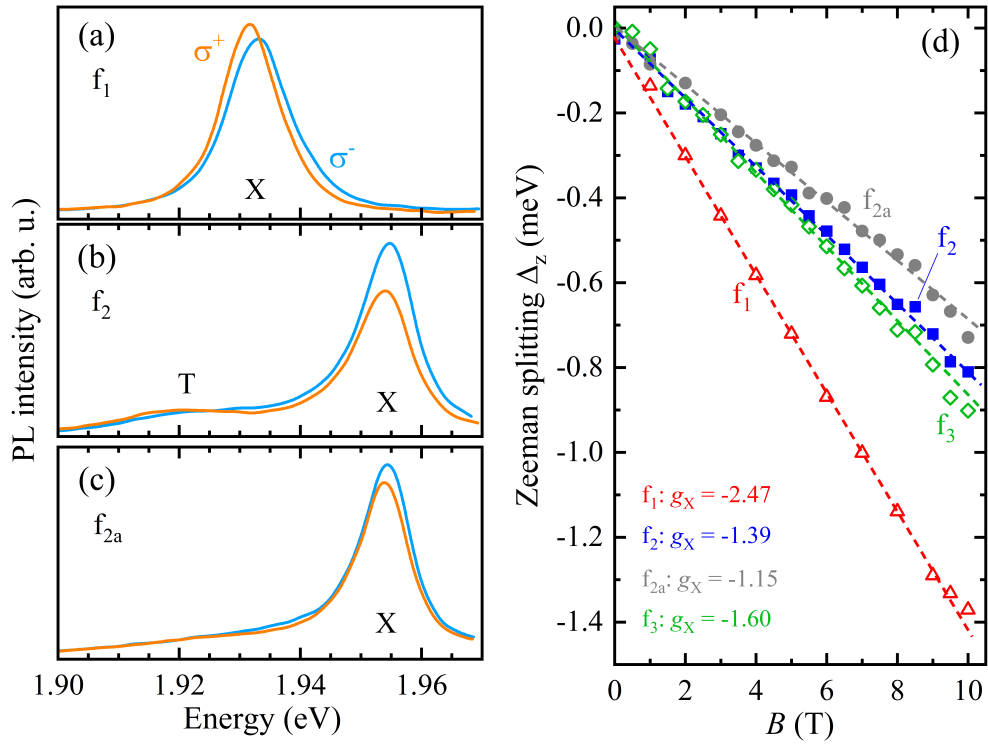 (a)
σ+
f1
σ-
X
(b)
f2
T
X
(c)
f2a
X
1.90
1.92
1.94
1.96
Energy (eV)
PL intensity (arb. u.)
(d)
0.0
-0.2
-0.4
-0.6
-0.8
-1.0
-1.2
-1.4
Zeeman splitting Δz (meV)
f2a
f2
f1
f3
f1: gX = -2.47
f2: gX = -1.39
f2a: gX = -1.15
f3: gX = -1.60
0
2
4
6
8
10
B (T)